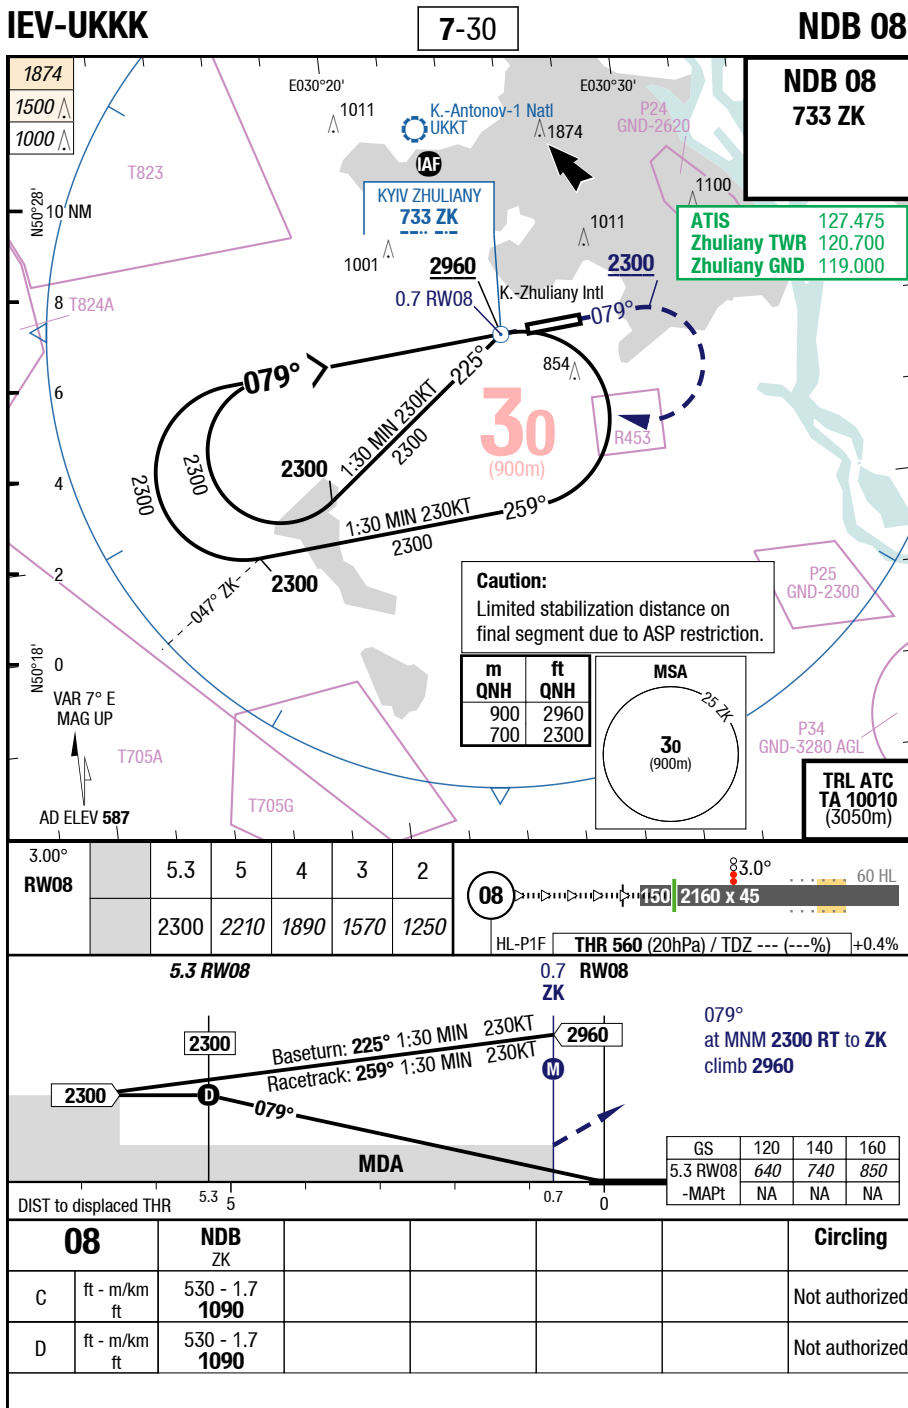 IEV-UKKK
7-30
NDB 08
1874
1500
1000
E030°20'
E030°30'
NDB 08
733 ZK
1011
K.-Antonov-1 Natl
UKKT
1874
P24
GND-2620
T823
IAF
1100
KYIV ZHULIANY
733 ZK
N50°28'
10 NM
ATIS 127.475
Zhuliany TWR 120.700
Zhuliany GND 119.000
1011
1001
2960
2300
0.7 RW08
K.-Zhuliany Intl
8
T824A
079°
079°
225°
854
6
1:30 MIN 230KT
2300
30
(900m)
R453
2300
2300
2300
4
1:30 MIN 230KT
2300
259°
2300
2
047° ZK
P25
GND-2300
Caution:
Limited stabilization distance on
final segment due to ASP restriction.
N50°18'
0
m ft
QNH QNH
900 2960
700 2300
MSA
25 ZK
30
(900m)
VAR 7° E
MAG UP
P34
GND-3280 AGL
T705A
T705G
AD ELEV 587
TRL ATC
TA 10010
(3050m)
3.00°
RW08
5.3 5 4 3 2
2300 2210 1890 1570 1250
08
3.0°
60 HL
150 2160 x 45
HL-P1F
THR 560 (20hPa) / TDZ --- (---%)
+0.4%
5.3 RW08
0.7 RW08
ZK
079°
at MNM 2300 RT to ZK
climb 2960
2300
Baseturn: 225° 1:30 MIN 230KT
Racetrack: 259° 1:30 MIN 230KT
2960
M
2300
D
079°
MDA
GS 120 140 160
5.3 RW08 640 740 850
-MAPt NA NA NA
DIST to displaced THR
5.3 5 0.7 0
08 NDB Circling
ZK
C ft - m/km 530 - 1.7 Not authorized
ft 1090
D ft - m/km 530 - 1.7 Not authorized
ft 1090